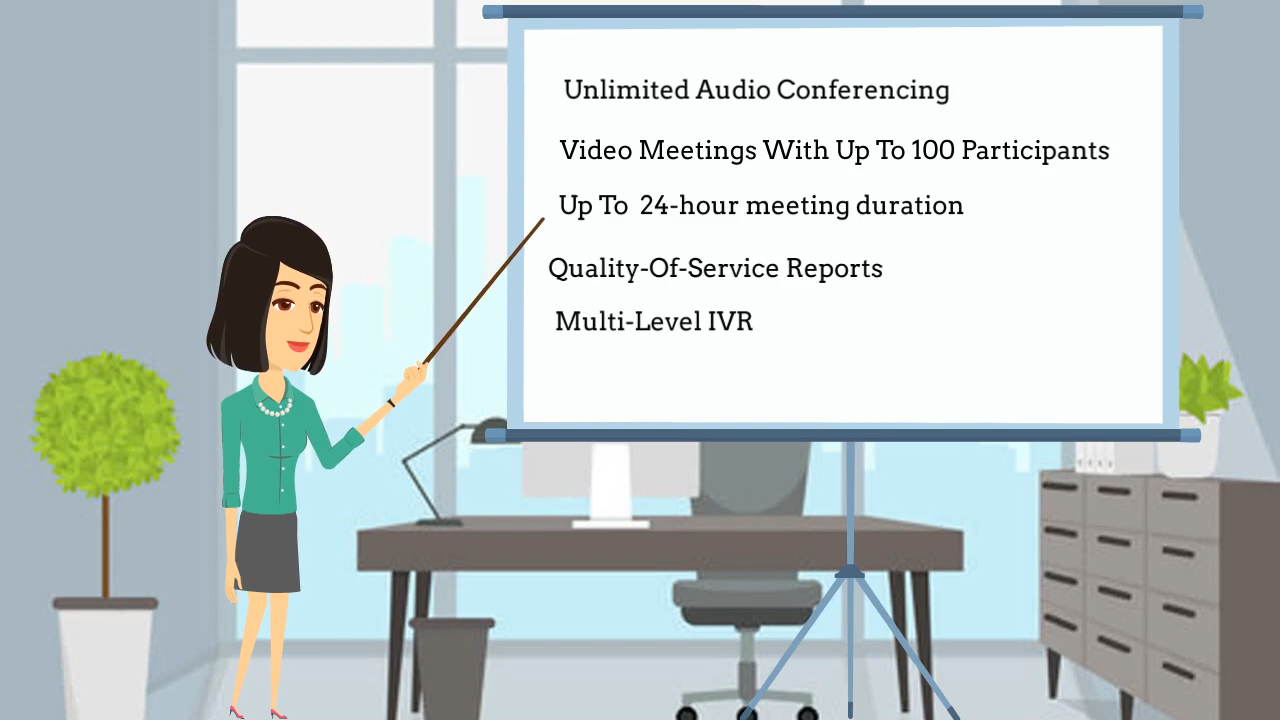 Unlimited Audio Conferencing
Video Meetings With Up To 100 Participants
Up To 24-hour meeting duration
Quality-Of-Service Reports
Multi-Level IVR